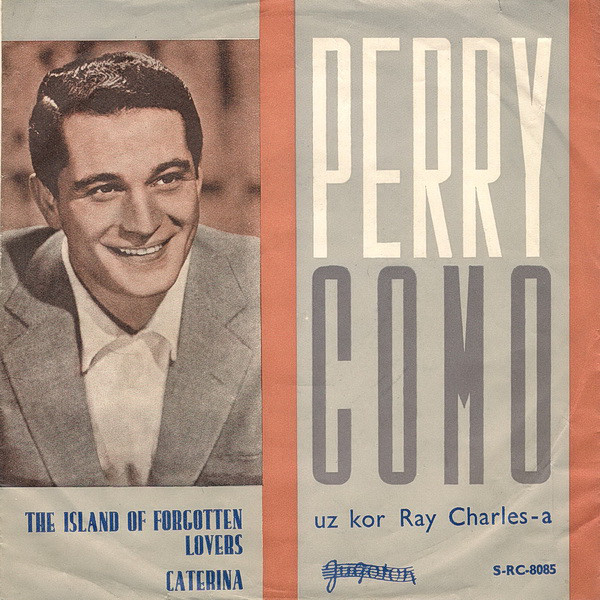 PERRY
COMO
uz kor Ray Charles-a
THE ISLAND OF FORGOTTEN
LOVERS
CATERINA
jugoton
S-RC-8085